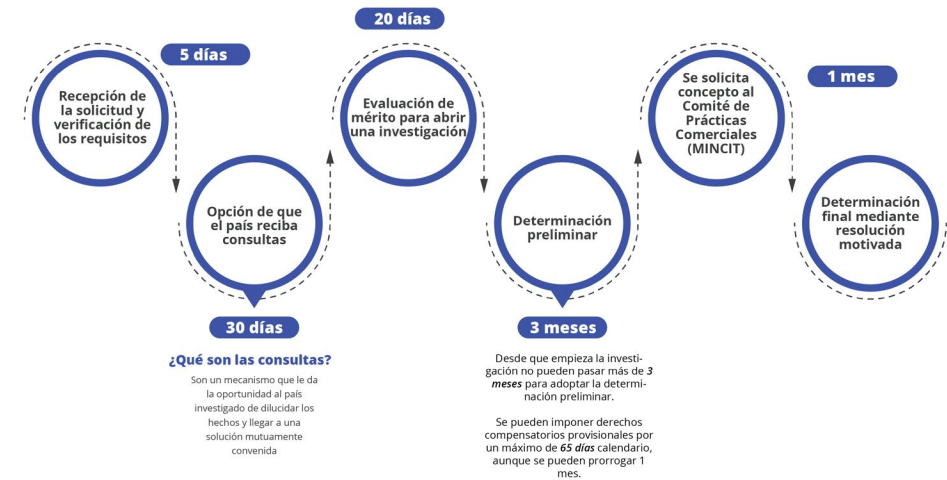 5 días
Recepción de
la solicitud y
verificación de
los requisitos
Opción de que
el país reciba
consultas
30 días
¿Qué son las consultas?
Son un mecanismo que le da
la oportunidad al país
investigado de dilucidar los
hechos y llegar a una
solución mutuamente
convenida
20 días
Evaluación de
mérito para abrir
una investigación
Determinación
preliminar
3 meses
Desde que empieza la investi-
gación no pueden pasar más de 3
meses para adoptar la determi-
nación preliminar.
Se pueden imponer derechos
compensatorios provisionales por
un máximo de 65 días calendario,
aunque se pueden prorrogar 1
mes.
Se solicita
concepto al
Comité de
Prácticas
Comerciales
(MINCIT)
1 mes
Determinación
final mediante
resolución
motivada